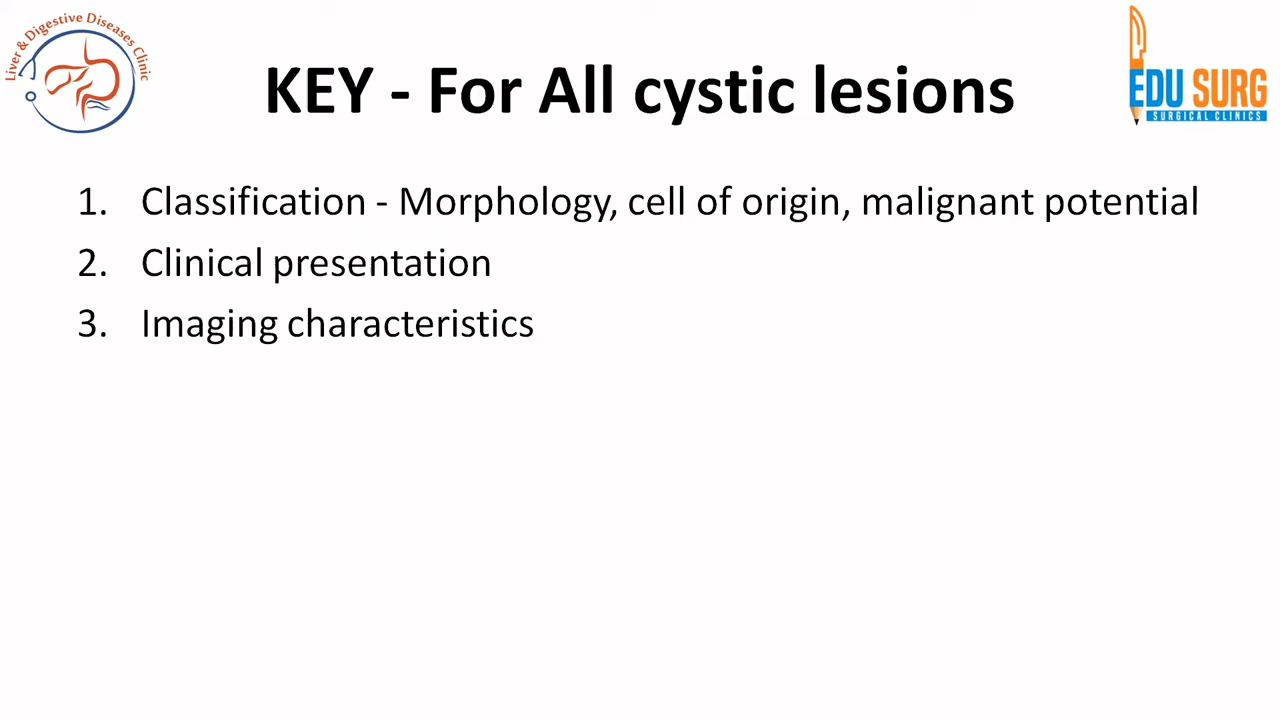 Liver & Digestive Diseases Clinic
EDU SURG
SURGICAL CLINICS
KEY - For All cystic lesions
1. Classification - Morphology, cell of origin, malignant potential
2. Clinical presentation
3. Imaging characteristics